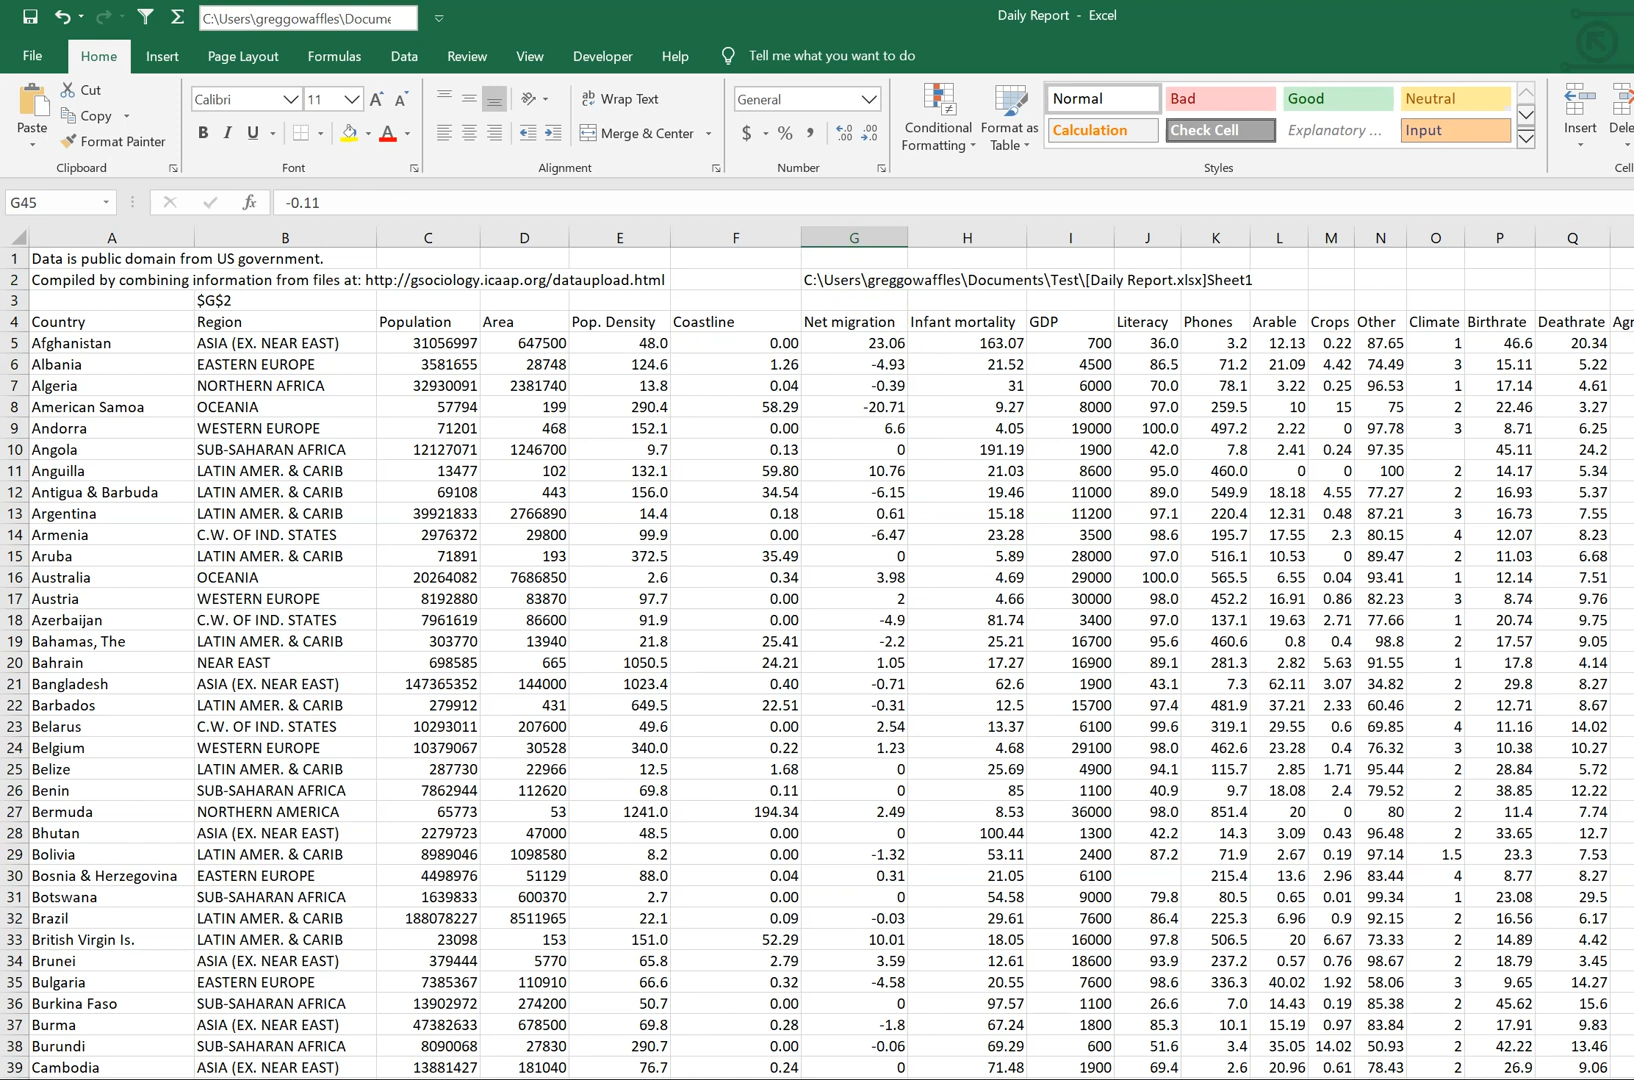 C:\Users\greggowaffles\Docume
Daily Report - Excel
File Home Insert Page Layout Formulas Data Review View Developer Help Tell me what you want to do
Paste
Cut
Copy
Format Painter
Clipboard
Calibri 11
B I U
Font
Wrap Text
Merge & Center
Alignment
General
$ % ,
Number
Conditional Formatting
Format as Table
Normal Bad Good Neutral
Calculation Check Cell Explanatory ... Input
Styles
Insert
Dele
Cell
G45 fx -0.11
A B C D E F G H I J K L M N O P Q
1 Data is public domain from US government.
2 Compiled by combining information from files at: http://gsociology.icaap.org/dataupload.html C:\Users\greggowaffles\Documents\Test\[Daily Report.xlsx]Sheet1
3 $G$2
4 Country Region Population Area Pop. Density Coastline Net migration Infant mortality GDP Literacy Phones Arable Crops Other Climate Birthrate Deathrate Agr
5 Afghanistan ASIA (EX. NEAR EAST) 31056997 647500 48.0 0.00 23.06 163.07 700 36.0 3.2 12.13 0.22 87.65 1 46.6 20.34
6 Albania EASTERN EUROPE 3581655 28748 124.6 1.26 -4.93 21.52 4500 86.5 71.2 21.09 4.42 74.49 3 15.11 5.22
7 Algeria NORTHERN AFRICA 32930091 2381740 13.8 0.04 -0.39 31 6000 70.0 78.1 3.22 0.25 96.53 1 17.14 4.61
8 American Samoa OCEANIA 57794 199 290.4 58.29 -20.71 9.27 8000 97.0 259.5 10 15 75 2 22.46 3.27
9 Andorra WESTERN EUROPE 71201 468 152.1 0.00 6.6 4.05 19000 100.0 497.2 2.22 0 97.78 3 8.71 6.25
10 Angola SUB-SAHARAN AFRICA 12127071 1246700 9.7 0.13 0 191.19 1900 42.0 7.8 2.41 0.24 97.35 45.11 24.2
11 Anguilla LATIN AMER. & CARIB 13477 102 132.1 59.80 10.76 21.03 8600 95.0 460.0 0 0 100 2 14.17 5.34
12 Antigua & Barbuda LATIN AMER. & CARIB 69108 443 156.0 34.54 -6.15 19.46 11000 89.0 549.9 18.18 4.55 77.27 2 16.93 5.37
13 Argentina LATIN AMER. & CARIB 39921833 2766890 14.4 0.18 0.61 15.18 11200 97.1 220.4 12.31 0.48 87.21 3 16.73 7.55
14 Armenia C.W. OF IND. STATES 2976372 29800 99.9 0.00 -6.47 23.28 3500 98.6 195.7 17.55 2.3 80.15 4 12.07 8.23
15 Aruba LATIN AMER. & CARIB 71891 193 372.5 35.49 0 5.89 28000 97.0 516.1 10.53 0 89.47 2 11.03 6.68
16 Australia OCEANIA 20264082 7686850 2.6 0.34 3.98 4.69 29000 100.0 565.5 6.55 0.04 93.41 1 12.14 7.51
17 Austria WESTERN EUROPE 8192880 83870 97.7 0.00 2 4.66 30000 98.0 452.2 16.91 0.86 82.23 3 8.74 9.76
18 Azerbaijan C.W. OF IND. STATES 7961619 86600 91.9 0.00 -4.9 81.74 3400 97.0 137.1 19.63 2.71 77.66 1 20.74 9.75
19 Bahamas, The LATIN AMER. & CARIB 303770 13940 21.8 25.41 -2.2 25.21 16700 95.6 460.6 0.8 0.4 98.8 2 17.57 9.05
20 Bahrain NEAR EAST 698585 665 1050.5 24.21 1.05 17.27 16900 89.1 281.3 2.82 5.63 91.55 1 17.8 4.14
21 Bangladesh ASIA (EX. NEAR EAST) 147365352 144000 1023.4 0.40 -0.71 62.6 1900 43.1 7.3 62.11 3.07 34.82 2 29.8 8.27
22 Barbados LATIN AMER. & CARIB 279912 431 649.5 22.51 -0.31 12.5 15700 97.4 481.9 37.21 2.33 60.46 2 12.71 8.67
23 Belarus C.W. OF IND. STATES 10293011 207600 49.6 0.00 2.54 13.37 6100 99.6 319.1 29.55 0.6 69.85 4 11.16 14.02
24 Belgium WESTERN EUROPE 10379067 30528 340.0 0.22 1.23 4.68 29100 98.0 462.6 23.28 0.4 76.32 3 10.38 10.27
25 Belize LATIN AMER. & CARIB 287730 22966 12.5 1.68 0 25.69 4900 94.1 115.7 2.85 1.71 95.44 2 28.84 5.72
26 Benin SUB-SAHARAN AFRICA 7862944 112620 69.8 0.11 0 85 1100 40.9 9.7 18.08 2.4 79.52 2 38.85 12.22
27 Bermuda NORTHERN AMERICA 65773 53 1241.0 194.34 2.49 8.53 36000 98.0 851.4 20 0 80 2 11.4 7.74
28 Bhutan ASIA (EX. NEAR EAST) 2279723 47000 48.5 0.00 0 100.44 1300 42.2 14.3 3.09 0.43 96.48 2 33.65 12.7
29 Bolivia LATIN AMER. & CARIB 8989046 1098580 8.2 0.00 -1.32 53.11 2400 87.2 71.9 2.67 0.19 97.14 1.5 23.3 7.53
30 Bosnia & Herzegovina EASTERN EUROPE 4498976 51129 88.0 0.04 0.31 21.05 6100 215.4 13.6 2.96 83.44 4 8.77 8.27
31 Botswana SUB-SAHARAN AFRICA 1639833 600370 2.7 0.00 0 54.58 9000 79.8 80.5 0.65 0.01 99.34 1 23.08 29.5
32 Brazil LATIN AMER. & CARIB 188078227 8511965 22.1 0.09 -0.03 29.61 7600 86.4 225.3 6.96 0.9 92.15 2 16.56 6.17
33 British Virgin Is. LATIN AMER. & CARIB 23098 153 151.0 52.29 10.01 18.05 16000 97.8 506.5 20 6.67 73.33 2 14.89 4.42
34 Brunei ASIA (EX. NEAR EAST) 379444 5770 65.8 2.79 3.59 12.61 18600 93.9 237.2 0.57 0.76 98.67 2 18.79 3.45
35 Bulgaria EASTERN EUROPE 7385367 110910 66.6 0.32 -4.58 20.55 7600 98.6 336.3 40.02 1.92 58.06 3 9.65 14.27
36 Burkina Faso SUB-SAHARAN AFRICA 13902972 274200 50.7 0.00 0 97.57 1100 26.6 7.0 14.43 0.19 85.38 2 45.62 15.6
37 Burma ASIA (EX. NEAR EAST) 47382633 678500 69.8 0.28 -1.8 67.24 1800 85.3 10.1 15.19 0.97 83.84 2 17.91 9.83
38 Burundi SUB-SAHARAN AFRICA 8090068 27830 290.7 0.00 -0.06 69.29 600 51.6 3.4 35.05 14.02 50.93 2 42.22 13.46
39 Cambodia ASIA (EX. NEAR EAST) 13881427 181040 76.7 0.24 0 71.48 1900 69.4 2.6 20.96 0.61 78.43 2 26.9 9.06